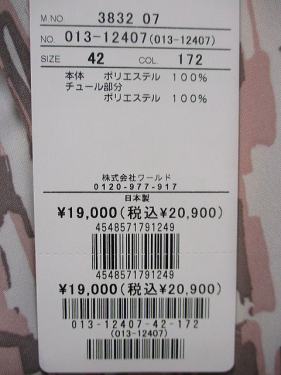 M.NO 3832 07
NO. 013-12407(013-12407)
SIZE 42 COL. 172
本体 ポリエステル 100%
チュール部分
ポリエステル 100%
株式会社ワールド
0120-977-917
日本製
¥19,000(税込¥20,900)
4548571791249
4548571791249
¥19,000(税込¥20,900)
013-12407-42-172
(013-12407)